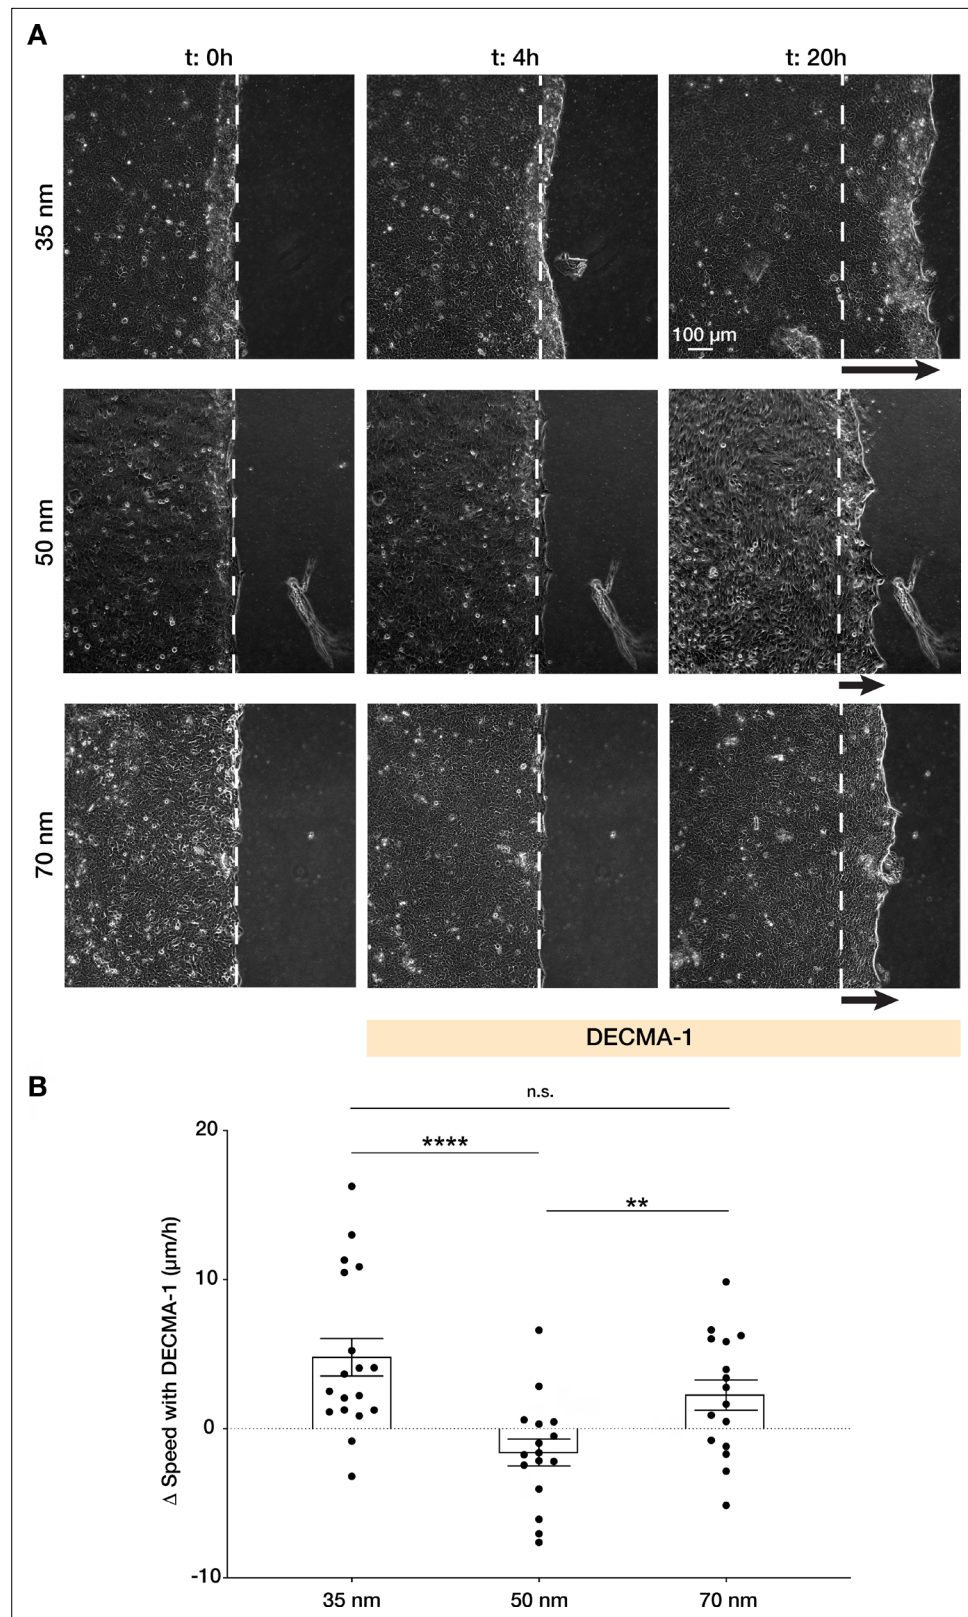 A
t: 0h t: 4h t: 20h
35 nm
100 µm
50 nm
70 nm
DECMA-1
B
n.s.
20
****
**
Δ Speed with DECMA-1 (µm/h)
10
0
-10
35 nm 50 nm 70 nm